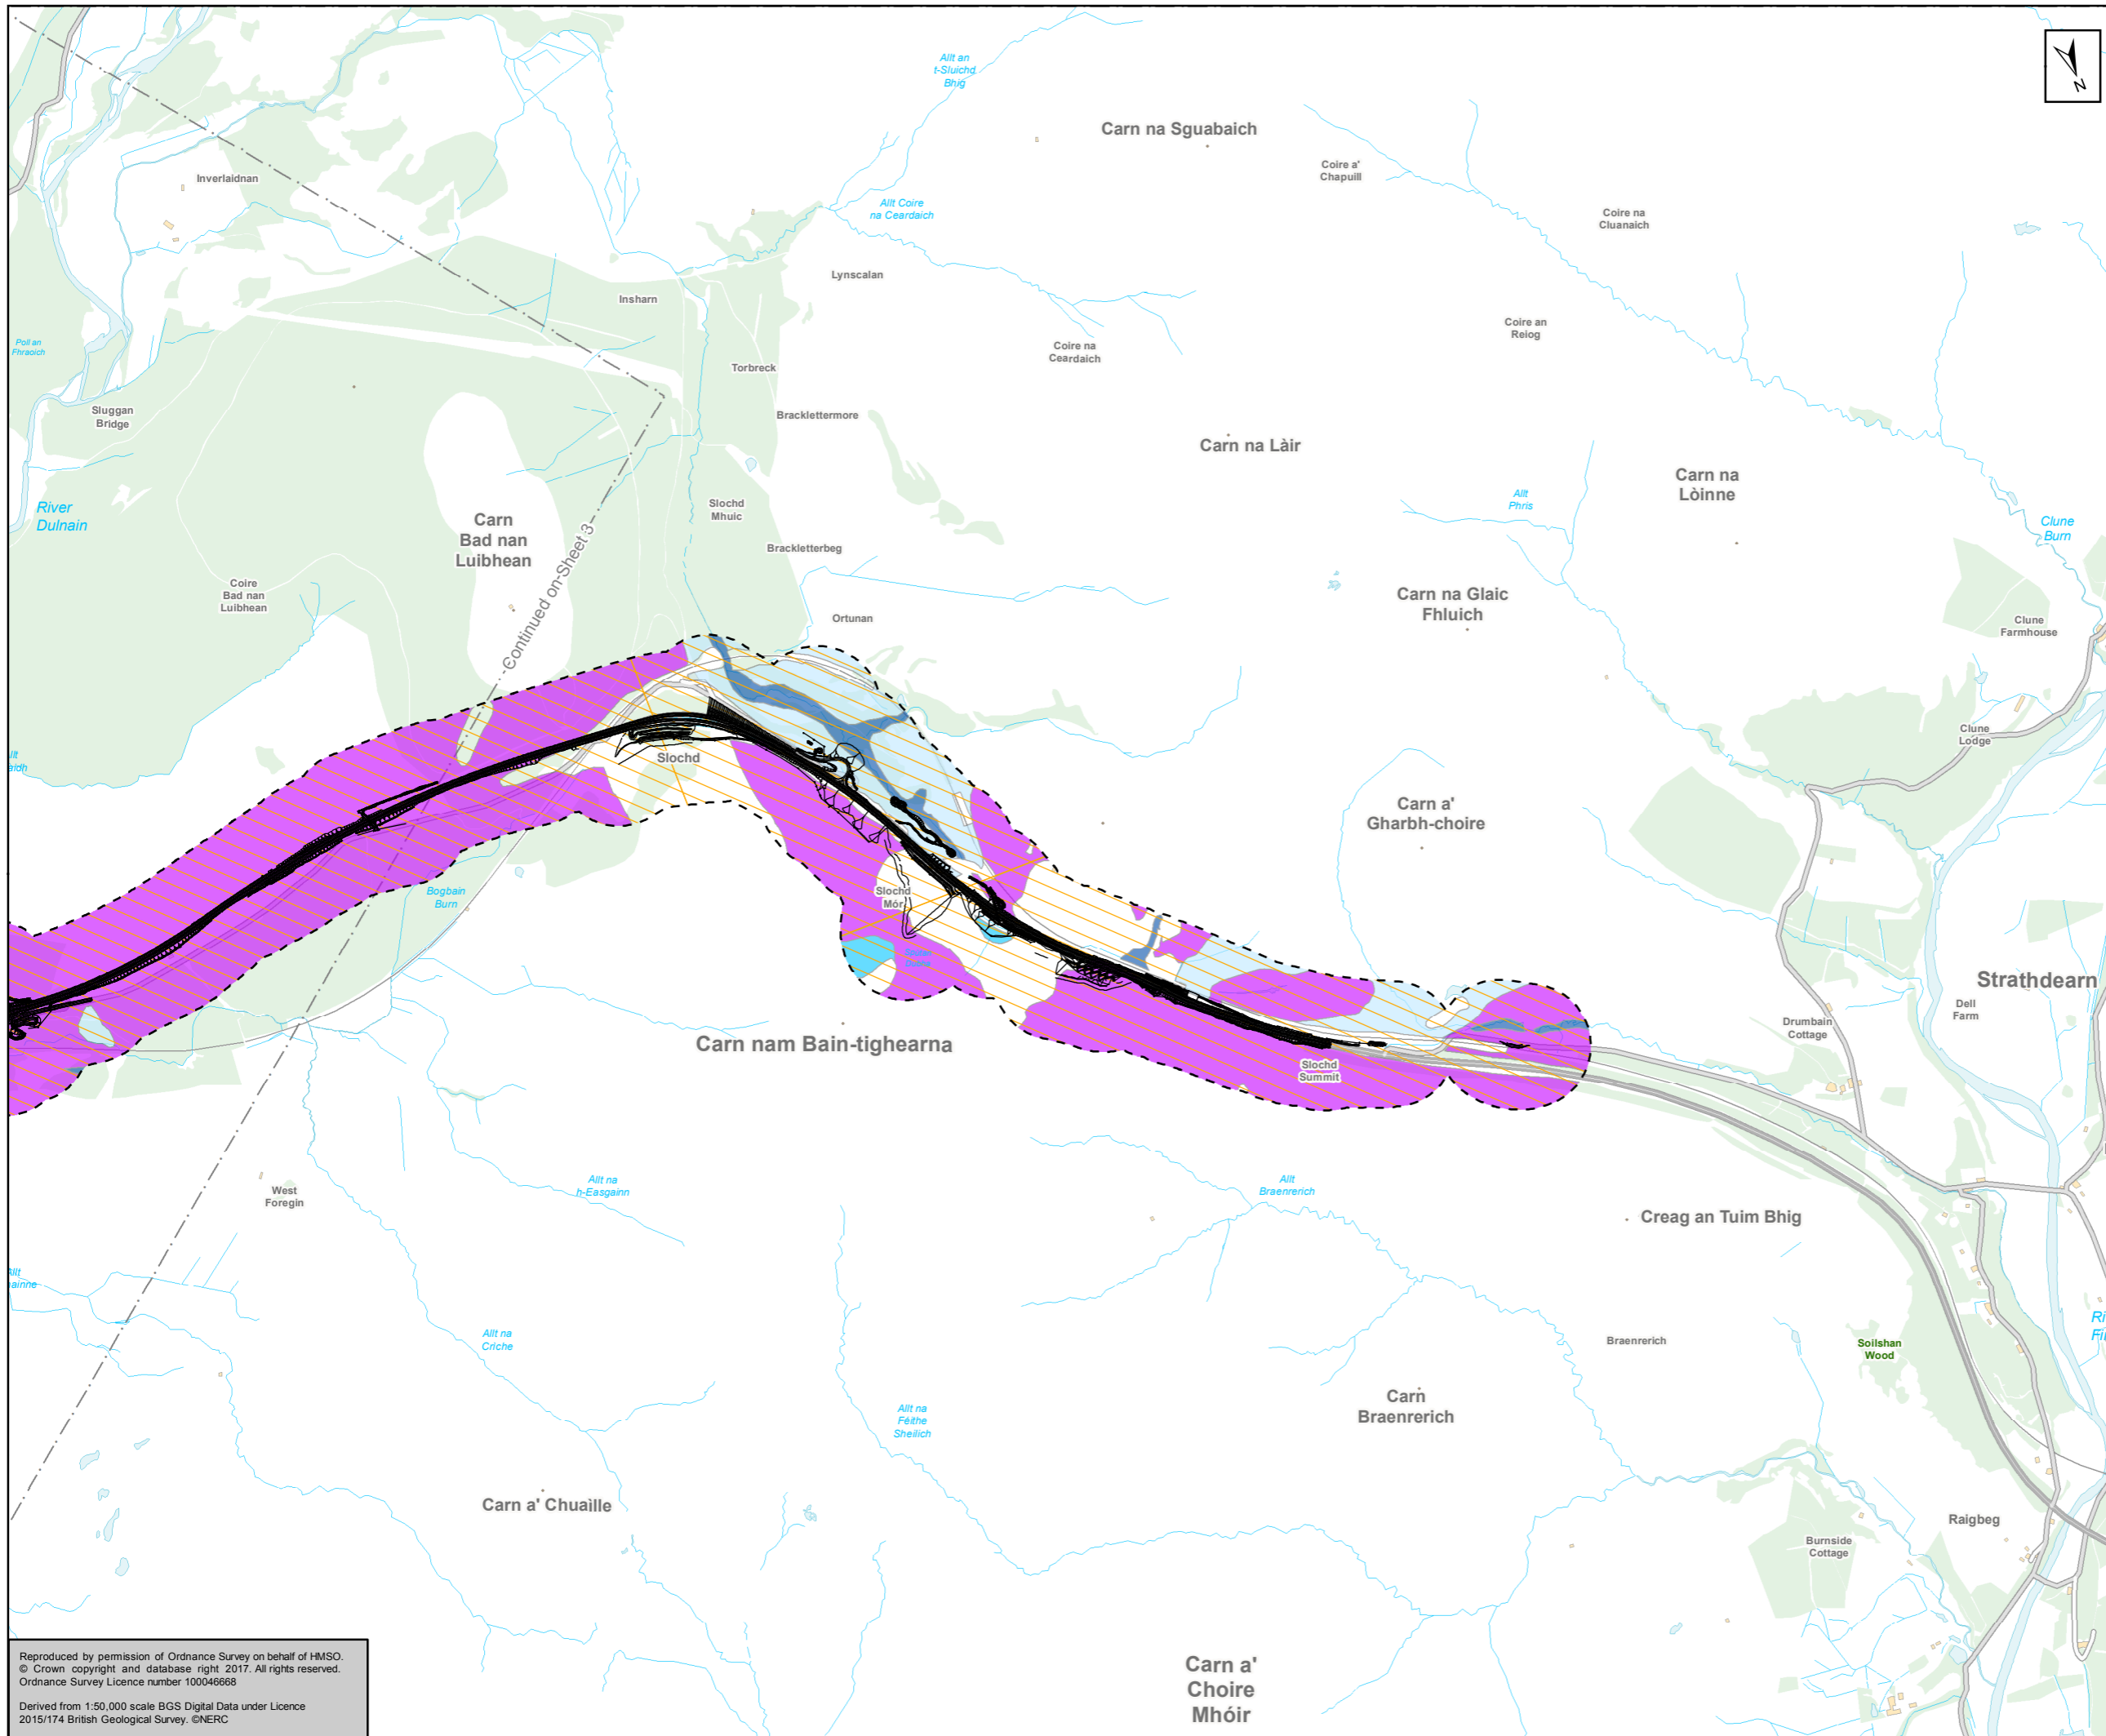 Allt an
t-Sluichd
Bhig
N
Carn na Sguabaich
Coire a'
Chapuill
Inverlaidnan
Allt Coire
na Ceardaich
Coire na
Cluanaich
Lynscalan
Insharn
Coire an
Reiog
Poll an
Fhraoich
Coire na
Ceardaich
Torbreck
Sluggan
Bridge
Bracklettermore
Carn na Làir
Carn na
Lòinne
River
Dulnain
Allt
Phris
Slochd
Mhuic
Carn
Bad nan
Luibhean
Clune
Burn
Continued on Sheet 3
Brackletterbeg
Coire
Bad nan
Luibhean
Carn na Glaic
Fhluich
Ortunan
Clune
Farmhouse
Clune
Lodge
Slochd
Carn a'
Gharbh-choire
Bogbain
Burn
Slochd
Mór
Strathdearn
Dell
Farm
Drumbain
Cottage
Carn nam Bain-tighearna
Slochd
Summit
West
Foregin
Allt na
h-Easgainn
Allt
Braenrerich
Creag an Tuim Bhig
Allt
Allt na
Criche
Braenrerich
Soilshan
Wood
Carn
Braenrerich
Allt na
Fèithe
Sheilich
Carn a' Chuaille
Raigbeg
Burnside
Cottage
Carn a'
Choire
Mhóir
Reproduced by permission of Ordnance Survey on behalf of HMSO.
© Crown copyright and database right 2017. All rights reserved.
Ordnance Survey Licence number 100046668
Derived from 1:50,000 scale BGS Digital Data under Licence
2015/174 British Geological Survey. ©NERC